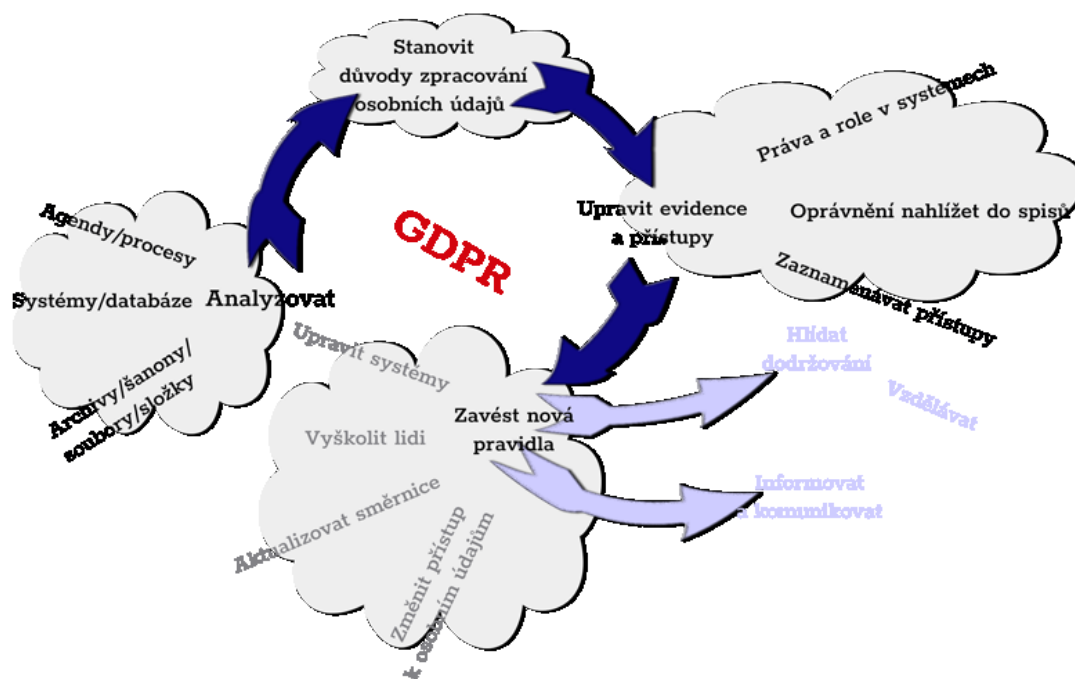 Stanovit
důvody zpracování
osobních údajů
Práva a role v systémech
Upravit evidence
a přístupy
Oprávnění nahlížet do spisů
Zaznamenávat přístupy
GDPR
Agendy/procesy
Systémy/databáze
Analyzovat
Archivy/šanony/
soubory/složky
Upravit systémy
Vyškolit lidi
Zavést nová
pravidla
Aktualizovat směrnice
Změnit přístup
k osobním údajům
Hlídat
dodržování
Vzdělávat
Informovat
a komunikovat